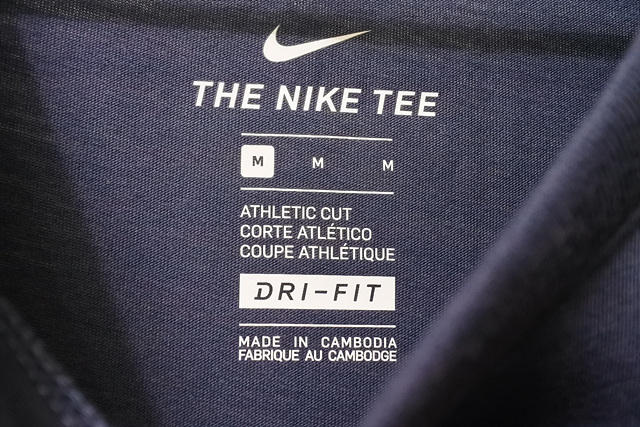 THE NIKE TEE
M M M
ATHLETIC CUT
CORTE ATLÉTICO
COUPE ATHLÉTIQUE
DRI-FIT
MADE IN CAMBODIA
FABRIQUE AU CAMBODGE